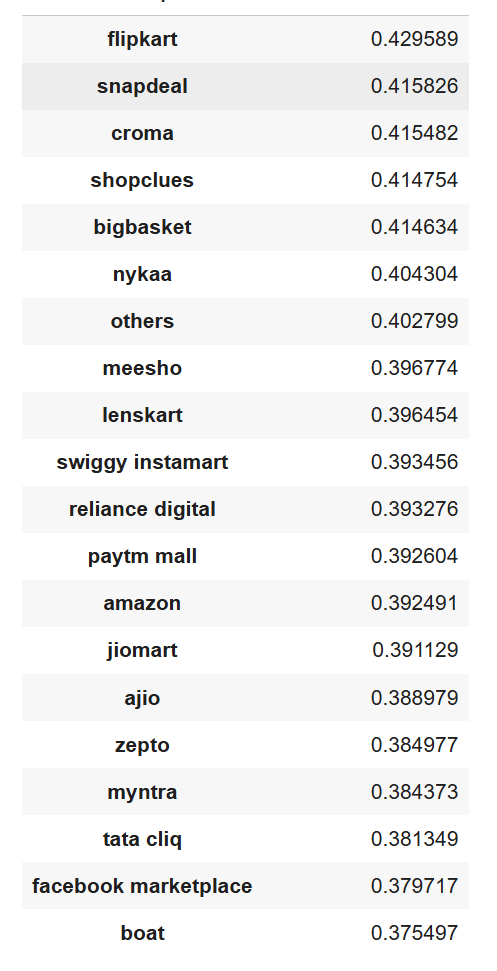 flipkart 0.429589
snapdeal 0.415826
croma 0.415482
shopclues 0.414754
bigbasket 0.414634
nykaa 0.404304
others 0.402799
meesho 0.396774
lenskart 0.396454
swiggy instamart 0.393456
reliance digital 0.393276
paytm mall 0.392604
amazon 0.392491
jiomart 0.391129
ajio 0.388979
zepto 0.384977
myntra 0.384373
tata cliq 0.381349
facebook marketplace 0.379717
boat 0.375497